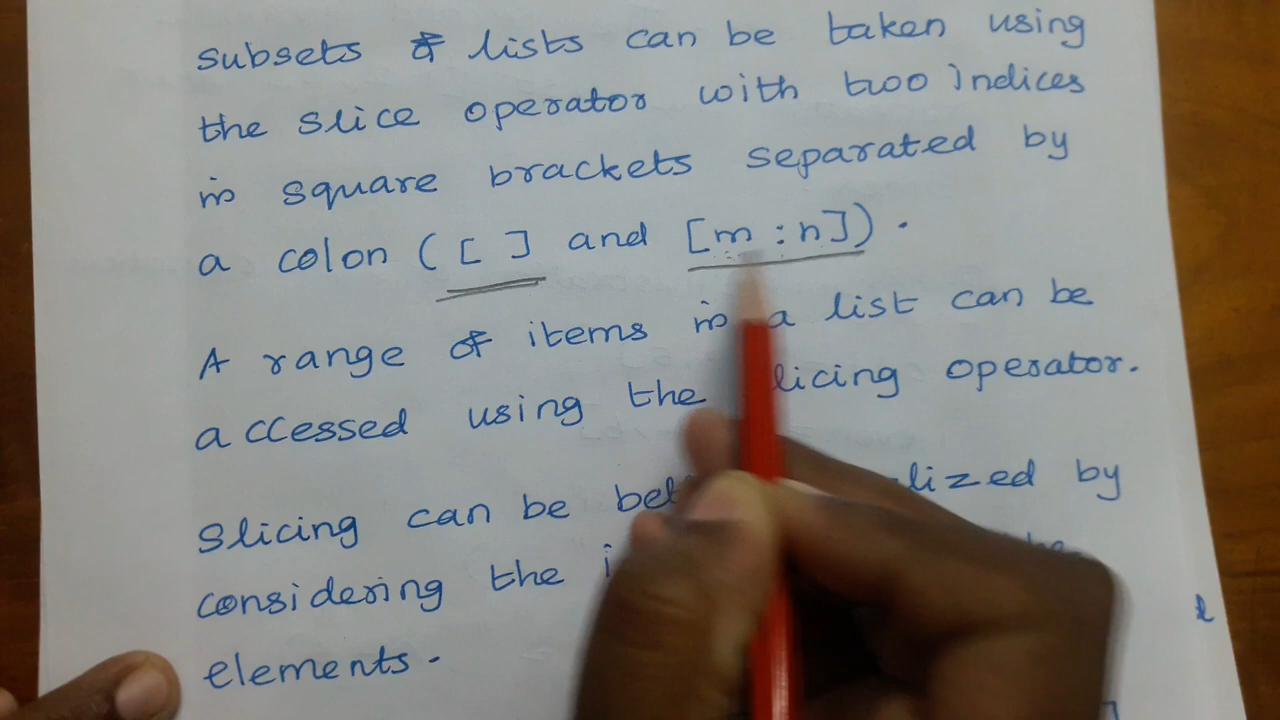 subsets of lists can be taken using
the slice operator with two indices
in square brackets separated by
a colon ([ ] and [m:n]).
A range of items in a list can be
accessed using the licing operator.
Slicing can be by
considering the
elements.